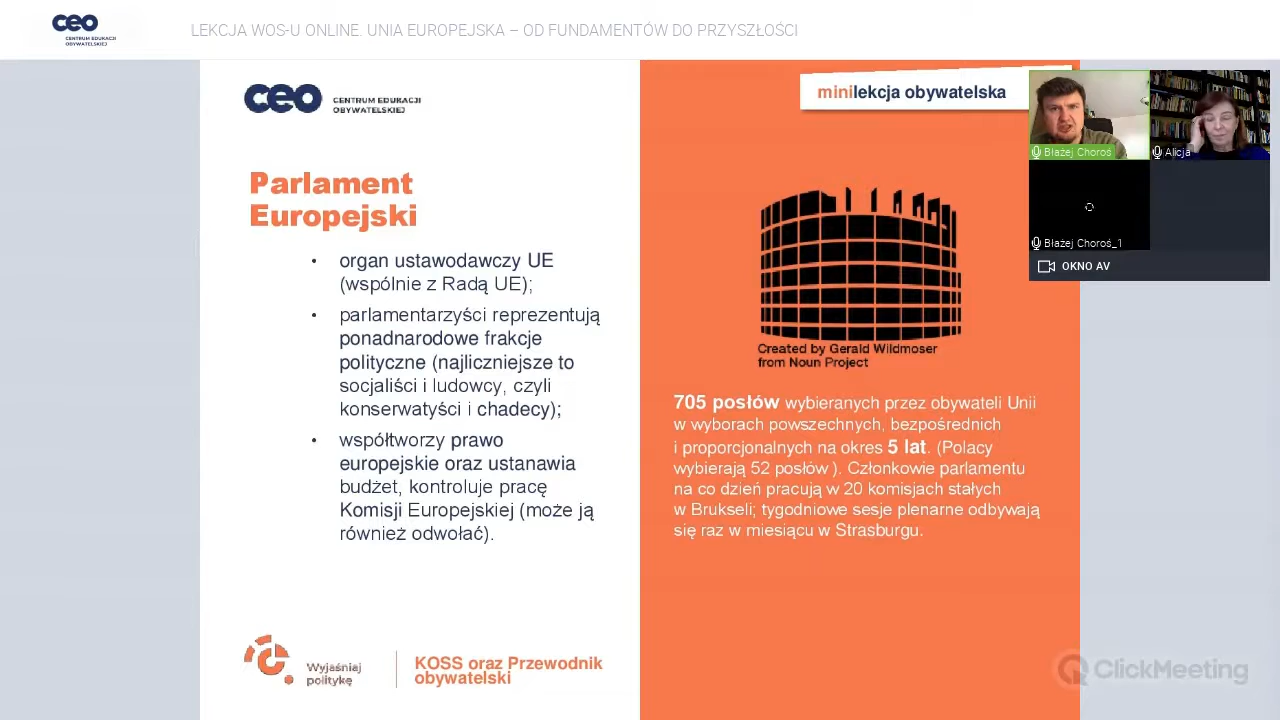 ceo
CENTRUM EDUKACJI
OBYWATELSKIEJ
LEKCJA WOS-U ONLINE. UNIA EUROPEJSKA – OD FUNDAMENTÓW DO PRZYSZŁOŚCI
ceo
CENTRUM EDUKACJI
OBYWATELSKIEJ
Parlament
Europejski
• organ ustawodawczy UE
(wspólnie z Radą UE);
• parlamentarzyści reprezentują
ponadnarodowe frakcje
polityczne (najliczniejsze to
socjaliści i ludowcy, czyli
konserwatyści i chadecy);
• współtworzy prawo
europejskie oraz ustanawia
budżet, kontroluje pracę
Komisji Europejskiej (może ją
również odwołać).
Wyjaśniej
politykę
KOSS oraz Przewodnik
obywatelski
minilekcja obywatelska
Created by Gerald Wildmoser
from Noun Project
705 posłów wybieranych przez obywateli Unii
w wyborach powszechnych, bezpośrednich
i proporcjonalnych na okres 5 lat. (Polacy
wybierają 52 posłów ). Członkowie parlamentu
na co dzień pracują w 20 komisjach stałych
w Brukseli; tygodniowe sesje plenarne odbywają
się raz w miesiącu w Strasburgu.
Błażej Choroś
Alicja
Błażej Choroś_1
OKNO AV
ClickMeeting